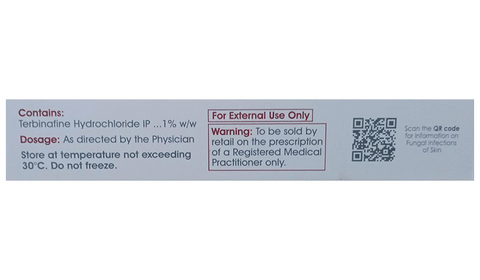 Contains:
Terbinafine Hydrochloride IP ...1% w/w
Dosage: As directed by the Physician
Store at temperature not exceeding
30°C. Do not freeze.
For External Use Only
Warning: To be sold by
retail on the prescription
of a Registered Medical
Practitioner only.
Scan the QR code
for Information on
Fungal Infections
of Skin